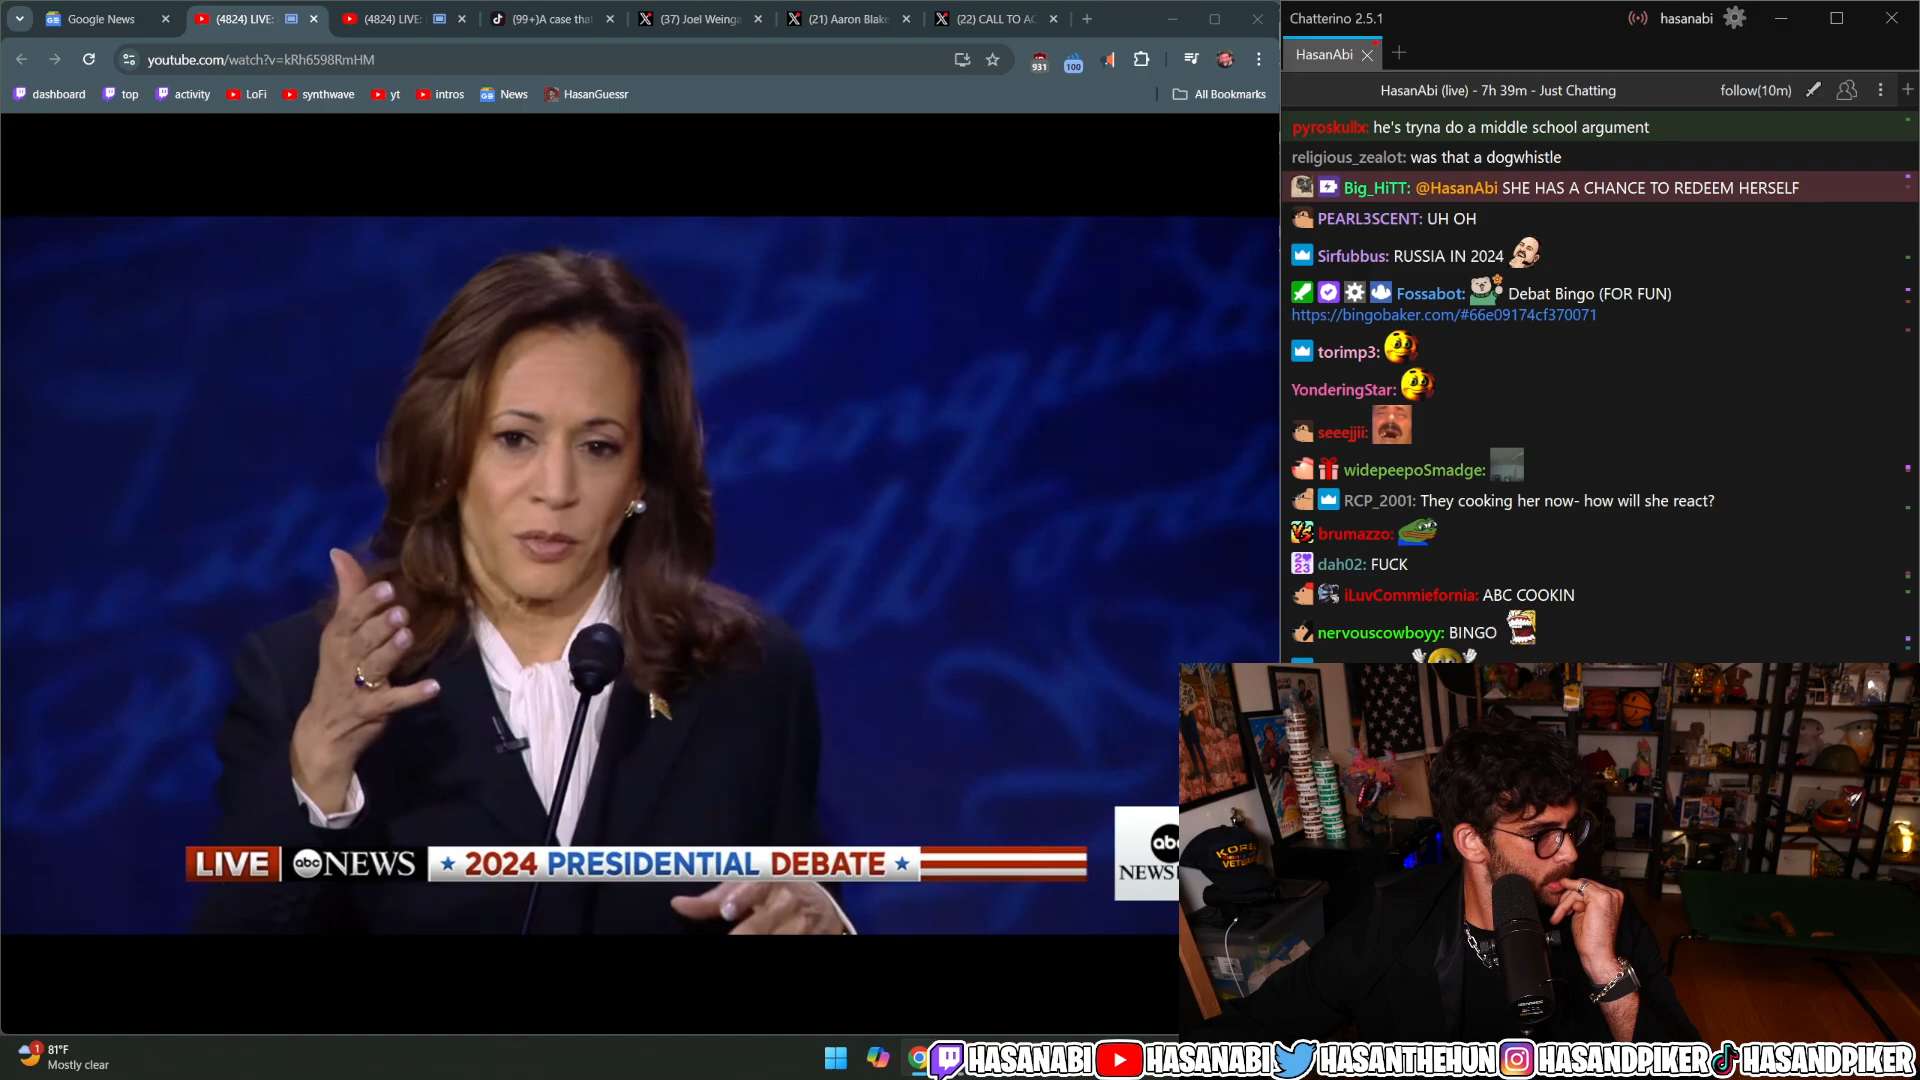 Google News
(4824) LIVE:
(4824) LIVE:
(99+)A case that
(37) Joel Weinga
(21) Aaron Blake
(22) CALL TO AC
youtube.com/watch?v=kRh6598RmHM
931
100
dashboard
top
activity
LoFi
synthwave
yt
intros
News
HasanGuessr
All Bookmarks
LIVE abc NEWS ★ 2024 PRESIDENTIAL DEBATE ★
abc
NEWS
1
81°F
Mostly clear
Chatterino 2.5.1
hasanabi
HasanAbi
HasanAbi (live) - 7h 39m - Just Chatting
follow(10m)
pyroskullx: he's tryna do a middle school argument
religious_zealot: was that a dogwhistle
Big_HiTT: @HasanAbi SHE HAS A CHANCE TO REDEEM HERSELF
PEARL3SCENT: UH OH
Sirfubbus: RUSSIA IN 2024
Fossabot: Debat Bingo (FOR FUN)
https://bingobaker.com/#66e09174cf370071
torimp3:
YonderingStar:
seeejjii:
widepeepoSmadge:
RCP_2001: They cooking her now- how will she react?
brumazzo:
dah02: FUCK
iLuvCommiefornia: ABC COOKIN
nervouscowboyy: BINGO
KOREA
VETERAN
HASANABI
HASANABI
HASANTHEHUN
HASANDPIKER
HASANDPIKER